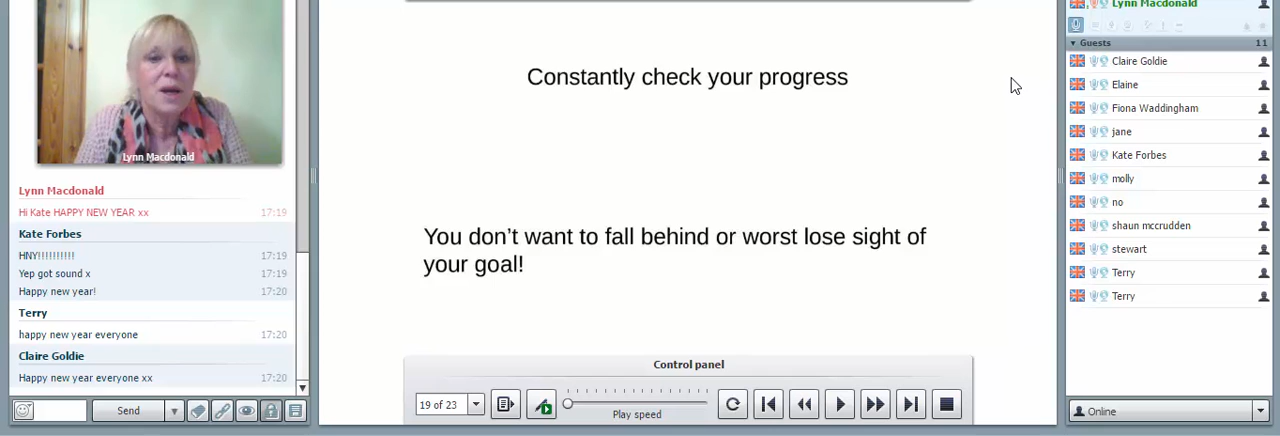 Lynn Macdonald
Lynn Macdonald
Hi Kate HAPPY NEW YEAR xx 17:19
Kate Forbes
HNY!!!!!!!!!! 17:19
Yep got sound x 17:19
Happy new year! 17:20
Terry
happy new year everyone 17:20
Claire Goldie
Happy new year everyone xx 17:20
Send
Constantly check your progress
You don't want to fall behind or worst lose sight of
your goal!
Control panel
19 of 23
Play speed
Lynn Macdonald
Guests 11
Claire Goldie
Elaine
Fiona Waddingham
jane
Kate Forbes
molly
no
shaun mccrudden
stewart
Terry
Terry
Online